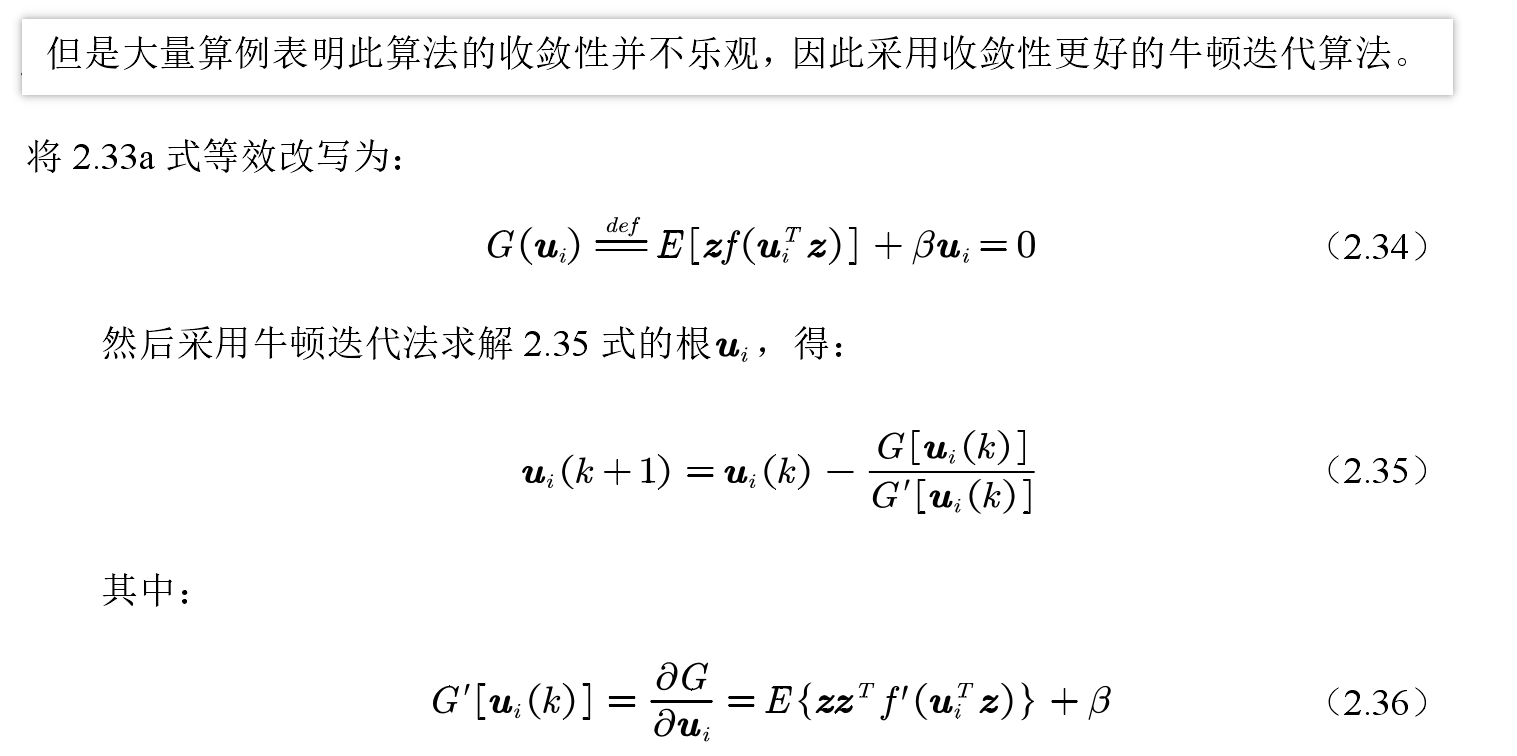 但是大量算例表明此算法的收敛性并不乐观，因此采用收敛性更好的牛顿迭代算法。
将 2.33a 式等效改写为：
$G(\boldsymbol{u}_i) \overset{def}{=\!=} E[\boldsymbol{z}f(\boldsymbol{u}_i^T\boldsymbol{z})] + \beta\boldsymbol{u}_i = 0$ （2.34）
然后采用牛顿迭代法求解 2.35 式的根$\boldsymbol{u}_i$，得：
$\boldsymbol{u}_i(k+1) = \boldsymbol{u}_i(k) - \frac{G[\boldsymbol{u}_i(k)]}{G'[\boldsymbol{u}_i(k)]}$ （2.35）
其中：
$G'[\boldsymbol{u}_i(k)] = \frac{\partial G}{\partial \boldsymbol{u}_i} = E\{\boldsymbol{z}\boldsymbol{z}^T f'(\boldsymbol{u}_i^T\boldsymbol{z})\} + \beta$ （2.36）